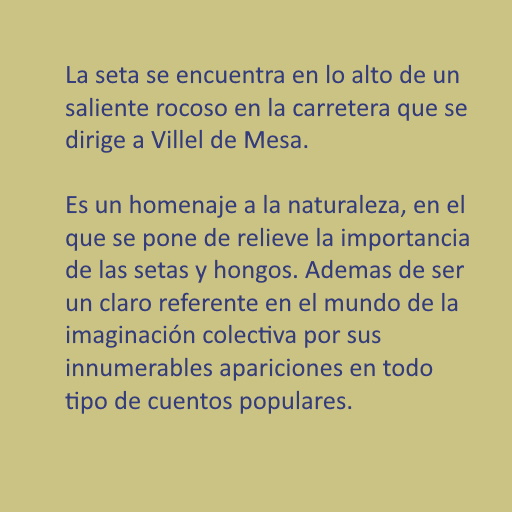 La seta se encuentra en lo alto de un
saliente rocoso en la carretera que se
dirige a Villel de Mesa.
Es un homenaje a la naturaleza, en el
que se pone de relieve la importancia
de las setas y hongos. Ademas de ser
un claro referente en el mundo de la
imaginación colectiva por sus
innumerables apariciones en todo
tipo de cuentos populares.